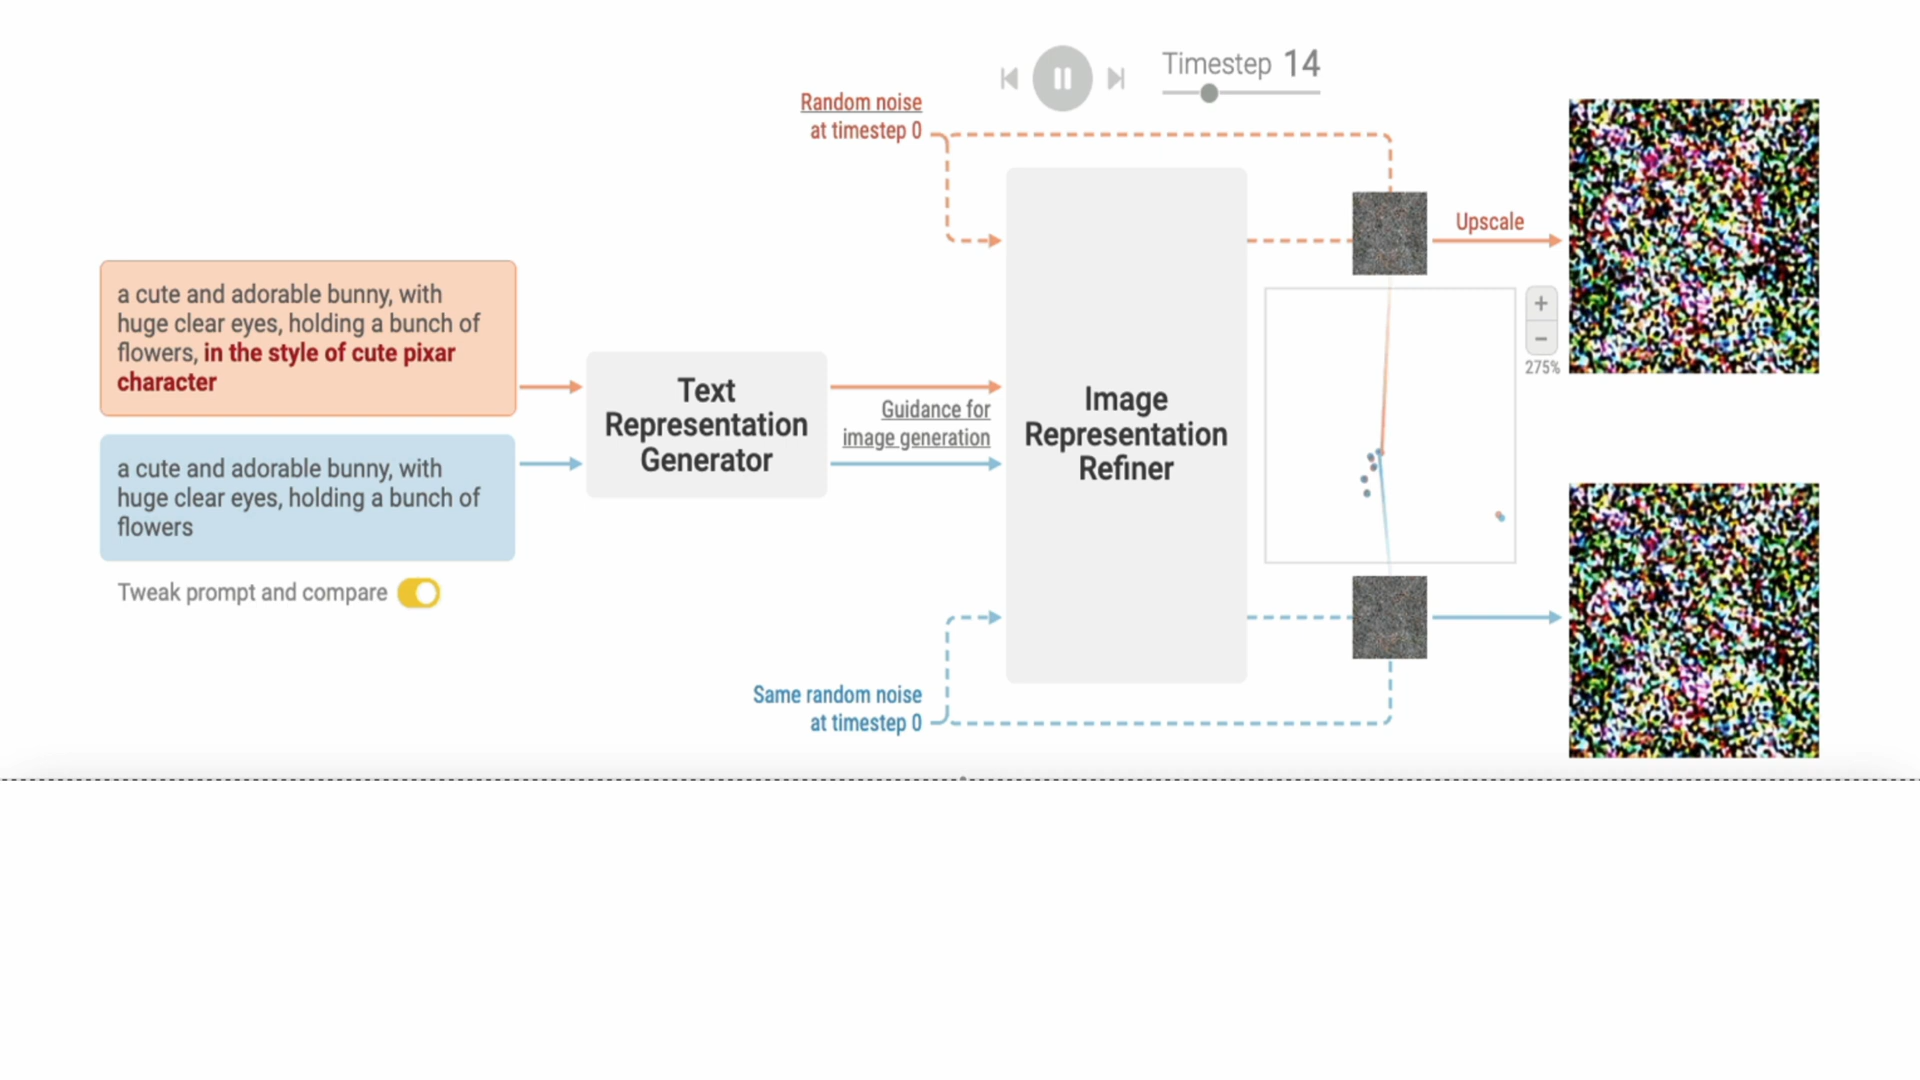 Timestep 14
Random noise
at timestep 0
Upscale
a cute and adorable bunny, with
huge clear eyes, holding a bunch of
flowers, in the style of cute pixar
character
Text
Representation
Generator
Guidance for
image generation
Image
Representation
Refiner
+
−
275%
a cute and adorable bunny, with
huge clear eyes, holding a bunch of
flowers
Tweak prompt and compare
Same random noise
at timestep 0